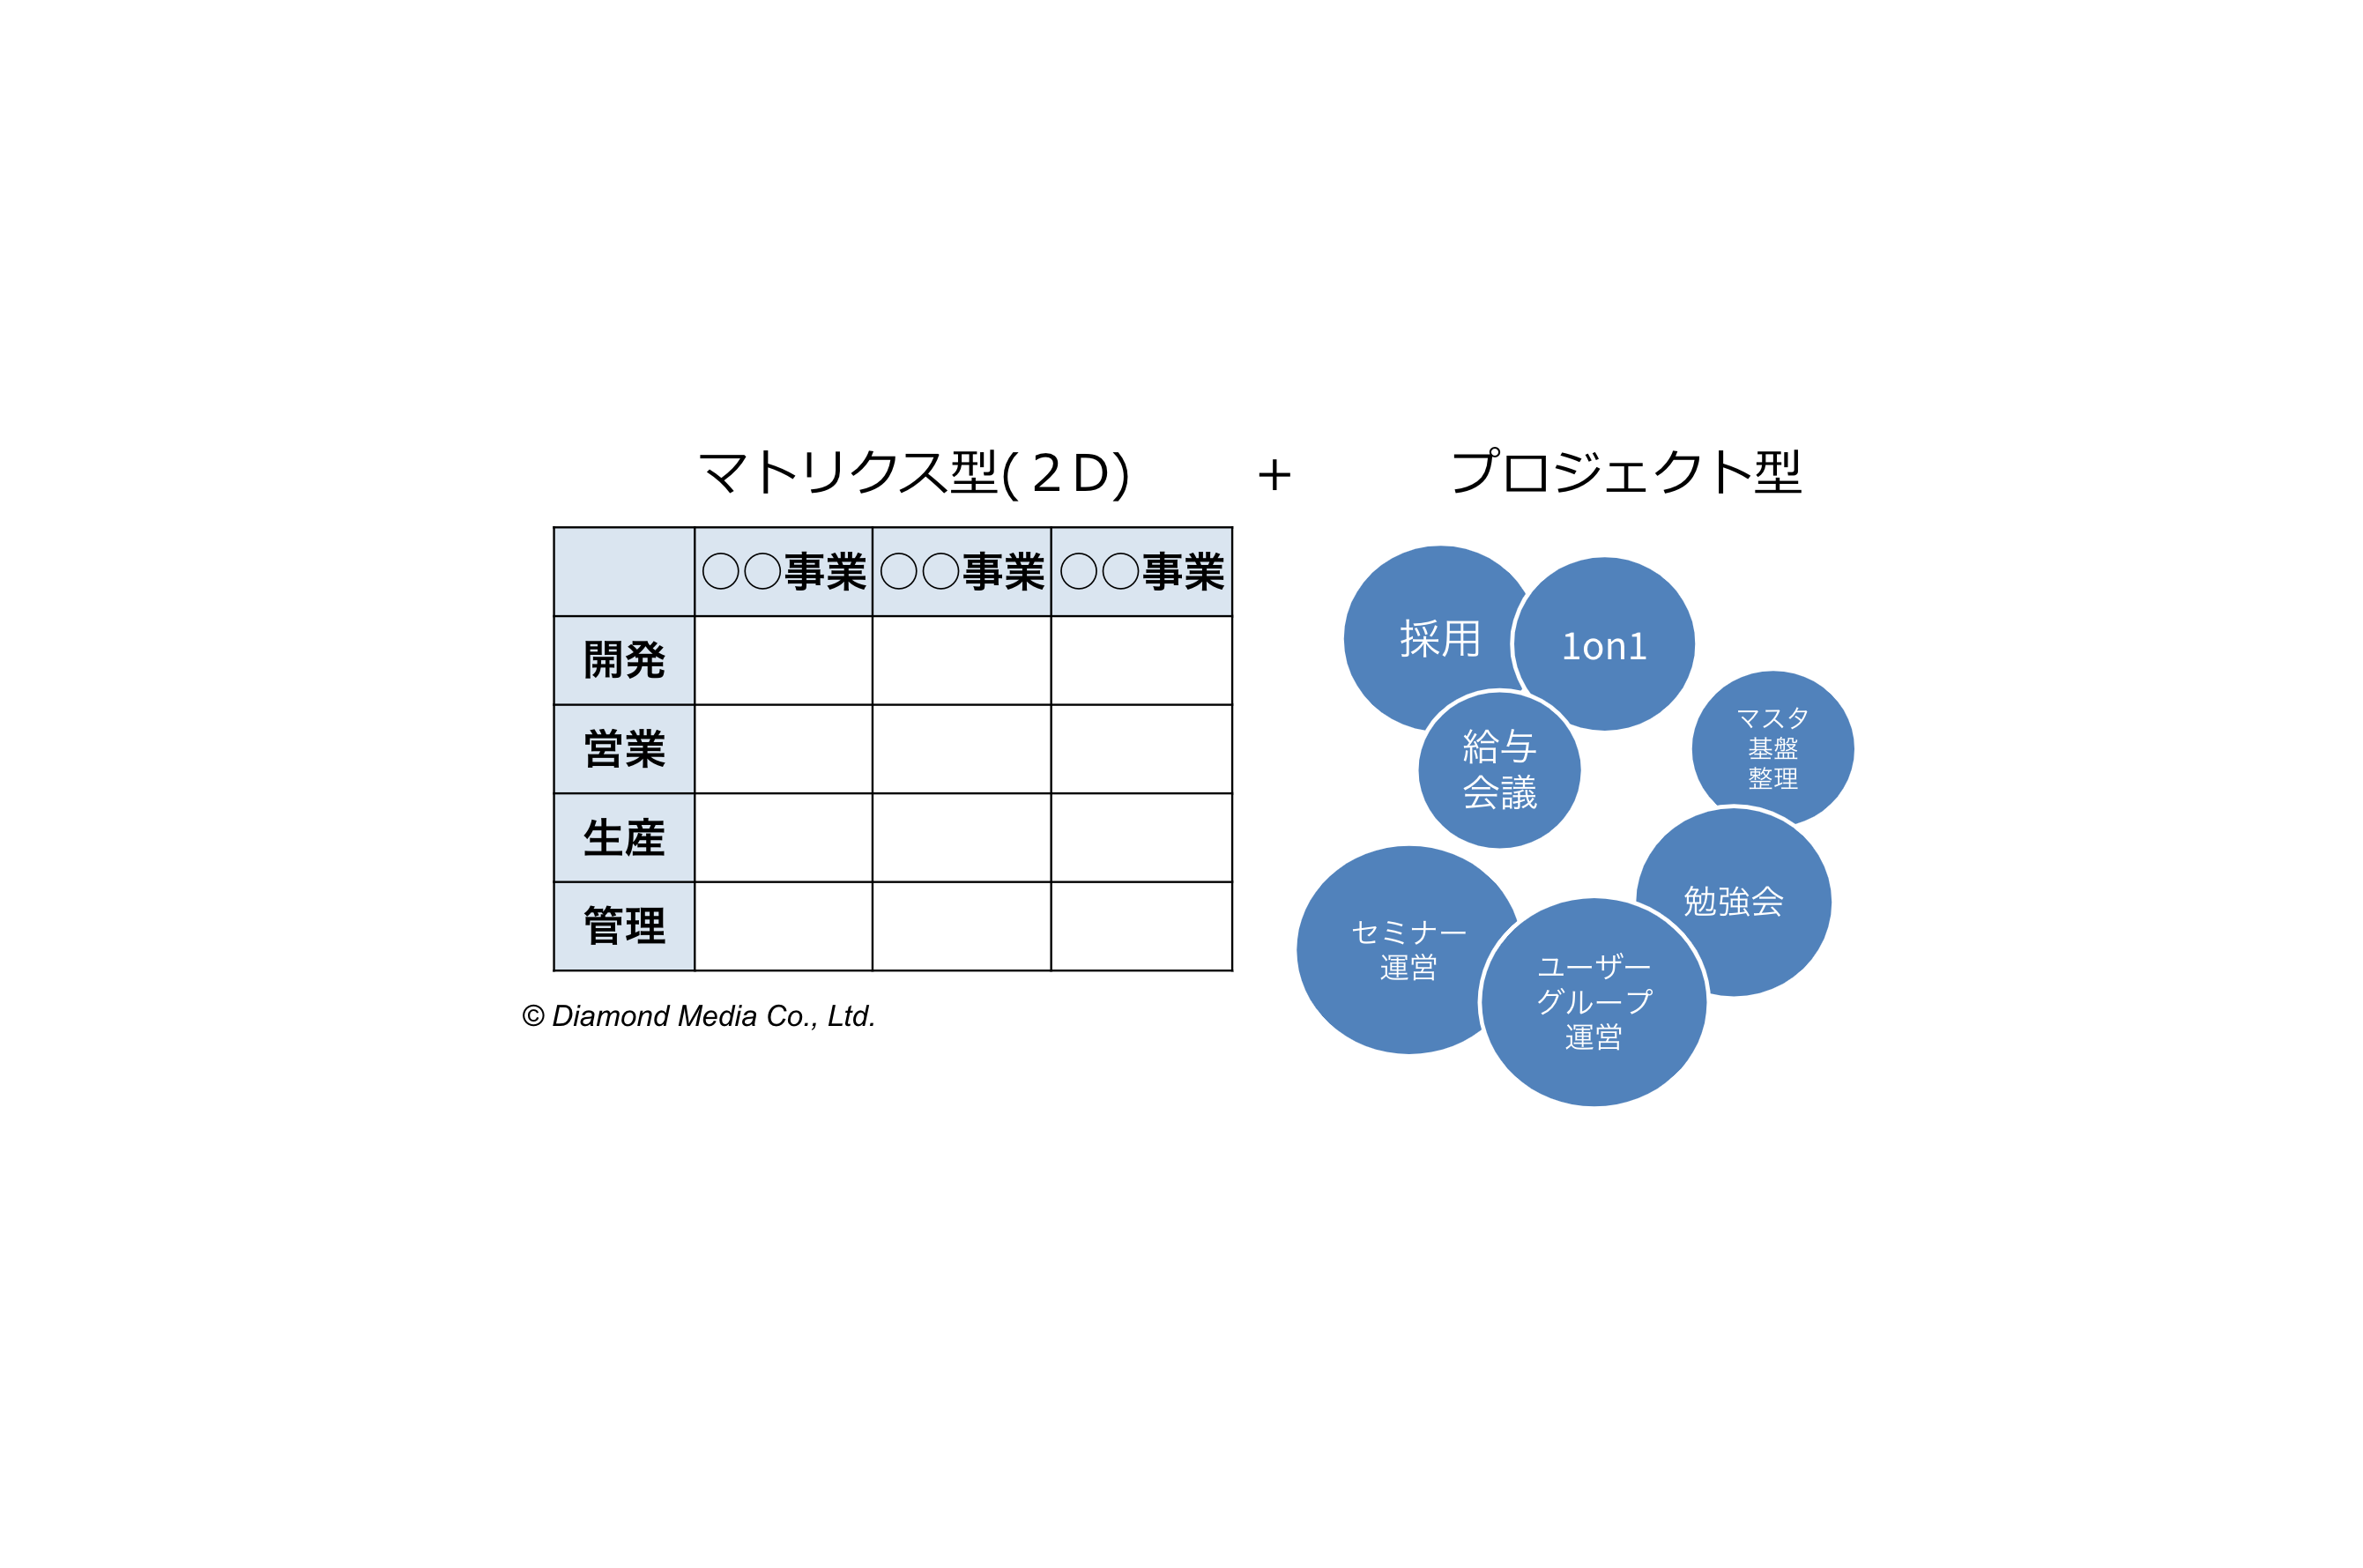 マトリクス型(２D)
+
プロジェクト型
○○事業 ○○事業 ○○事業
開発
営業
生産
管理
© Diamond Media Co., Ltd.
採用
1on1
給与
会議
マスタ
基盤
整理
勉強会
セミナー
運営
ユーザー
グループ
運営